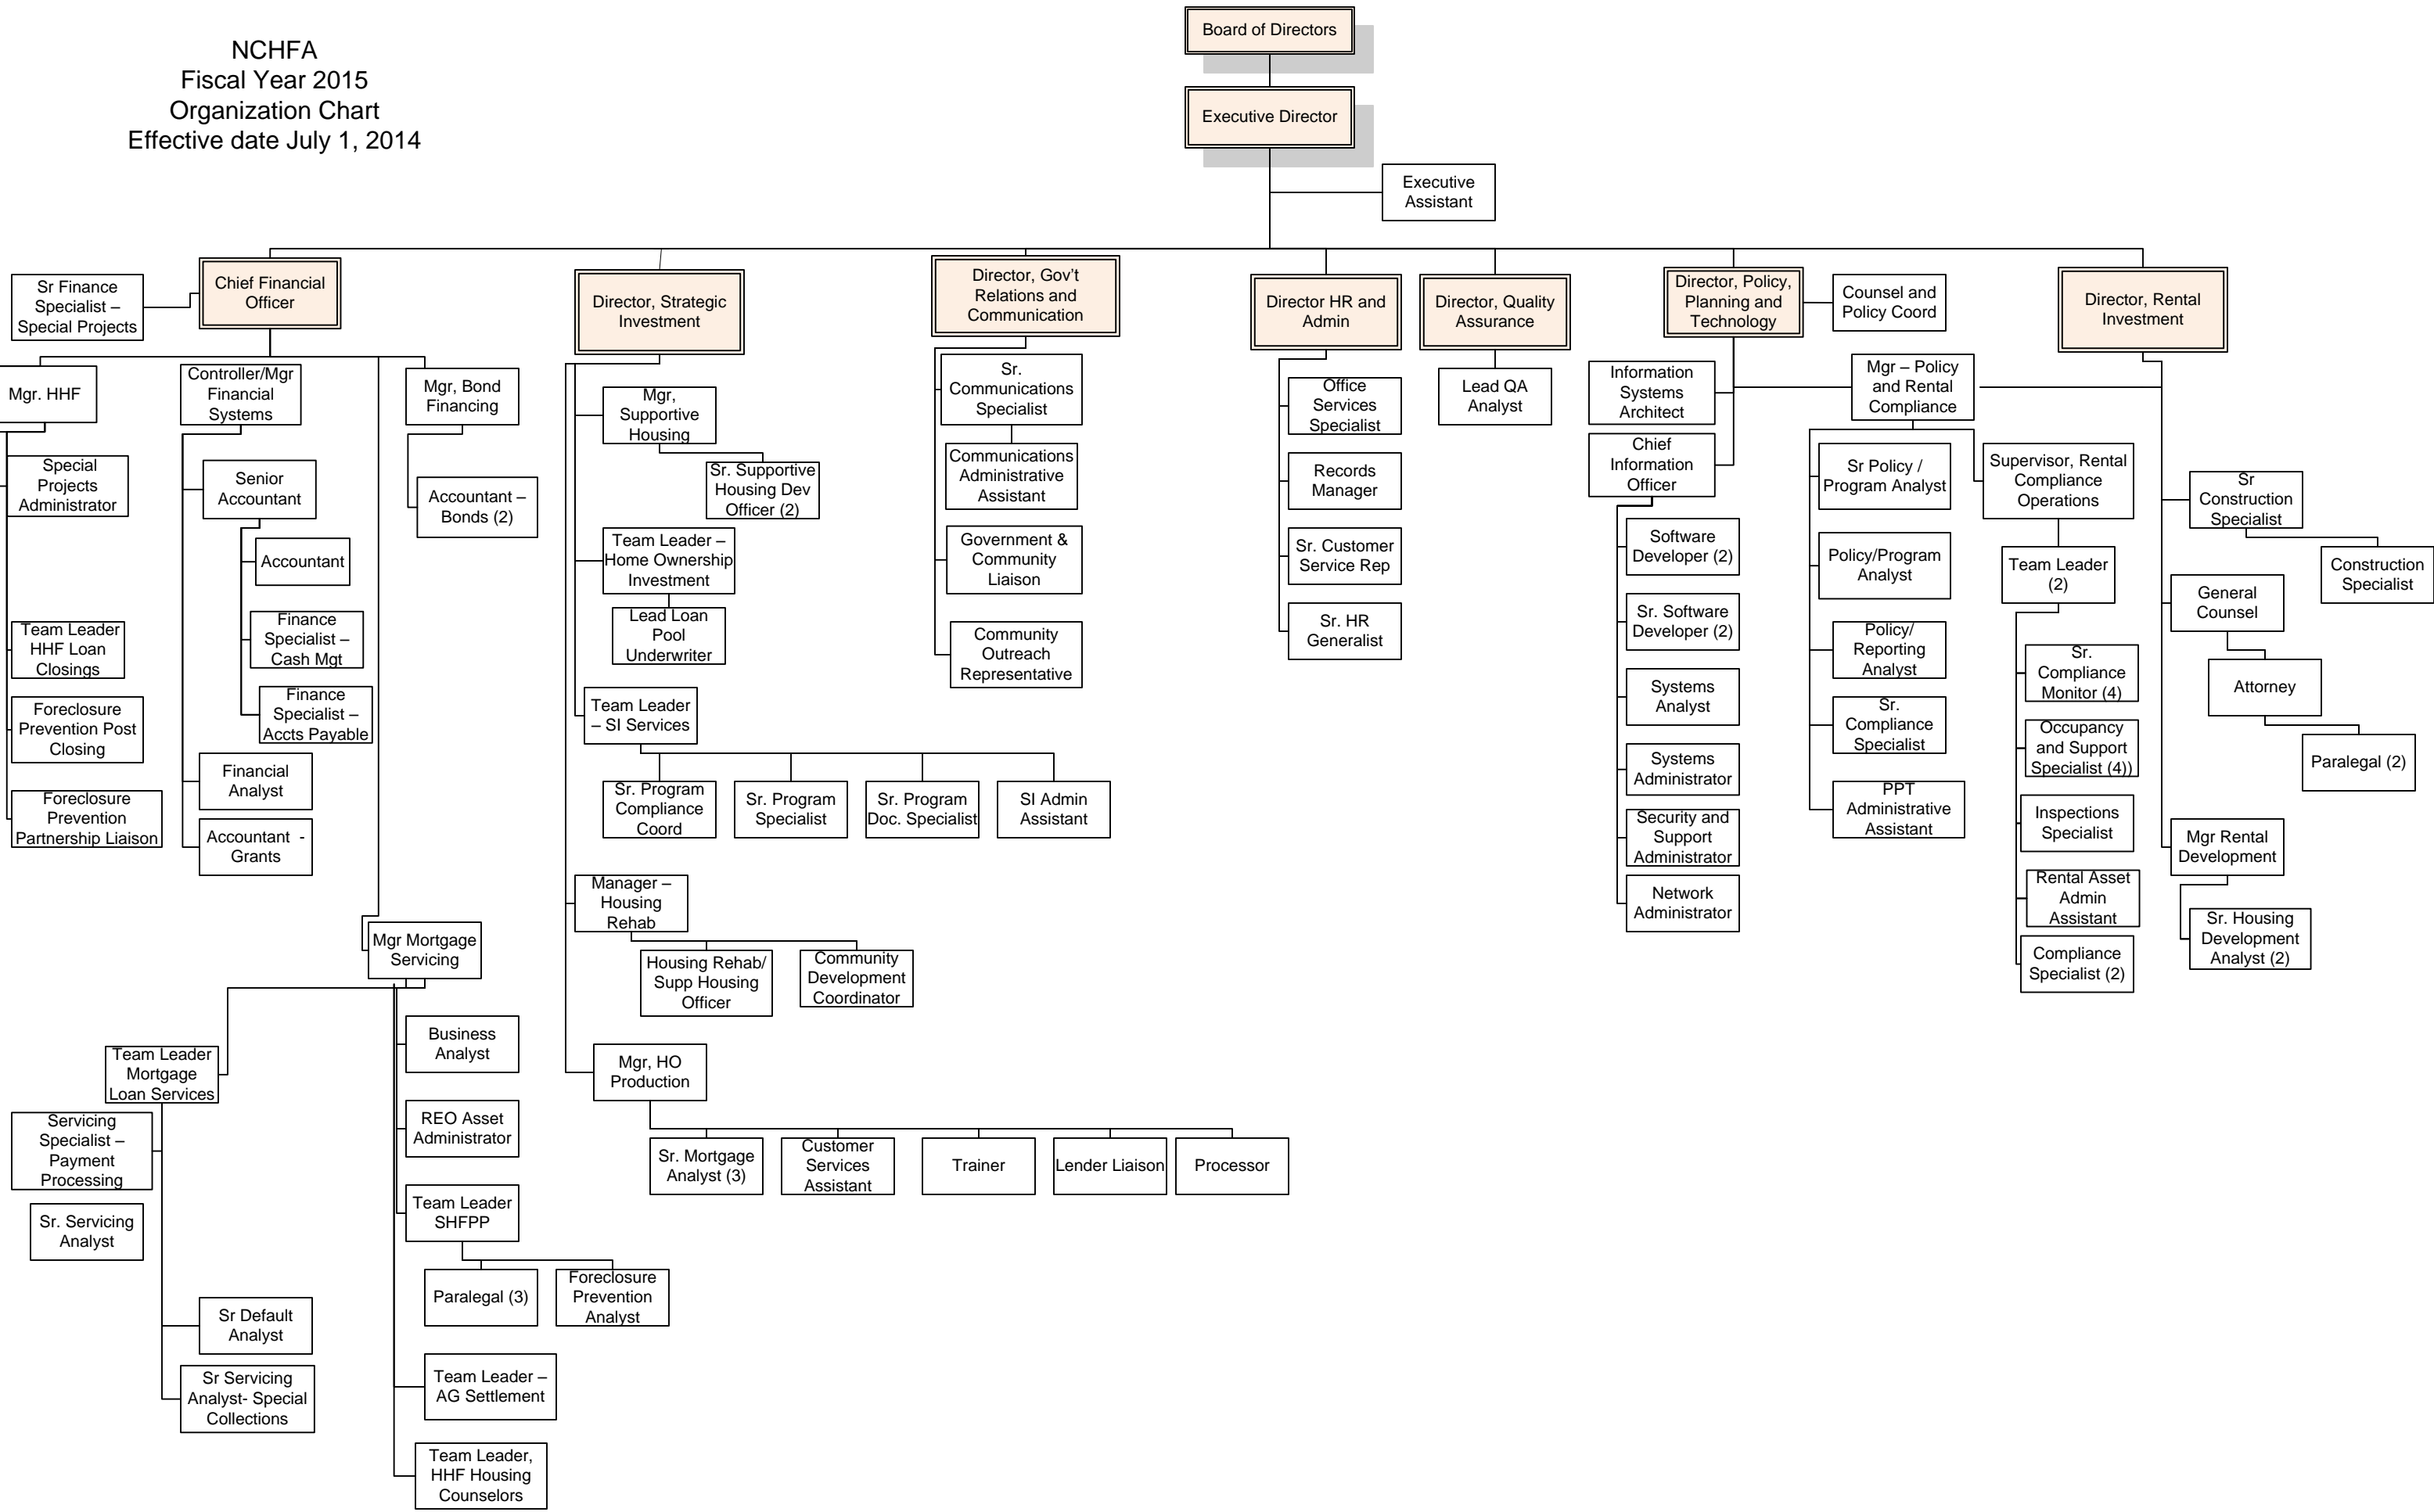 NCHFA
Fiscal Year 2015
Organization Chart
Effective date July 1, 2014
Board of Directors
Executive Director
Executive
Assistant
Sr Finance
Specialist –
Special Projects
Chief Financial
Officer
Director, Strategic
Investment
Director, Gov't
Relations and
Communication
Director HR and
Admin
Director, Quality
Assurance
Director, Policy,
Planning and
Technology
Counsel and
Policy Coord
Director, Rental
Investment
Mgr. HHF
Special
Projects
Administrator
Team Leader
HHF Loan
Closings
Foreclosure
Prevention Post
Closing
Foreclosure
Prevention
Partnership Liaison
Controller/Mgr
Financial
Systems
Senior
Accountant
Accountant
Finance
Specialist –
Cash Mgt
Finance
Specialist –
Accts Payable
Financial
Analyst
Accountant -
Grants
Mgr, Bond
Financing
Accountant –
Bonds (2)
Mgr Mortgage
Servicing
Team Leader
Mortgage
Loan Services
Servicing
Specialist –
Payment
Processing
Sr. Servicing
Analyst
Sr Default
Analyst
Sr Servicing
Analyst- Special
Collections
Business
Analyst
REO Asset
Administrator
Team Leader
SHFPP
Paralegal (3)
Foreclosure
Prevention
Analyst
Team Leader –
AG Settlement
Team Leader,
HHF Housing
Counselors
Mgr,
Supportive
Housing
Sr. Supportive
Housing Dev
Officer (2)
Team Leader –
Home Ownership
Investment
Lead Loan
Pool
Underwriter
Team Leader
– SI Services
Sr. Program
Compliance
Coord
Sr. Program
Specialist
Sr. Program
Doc. Specialist
SI Admin
Assistant
Manager –
Housing
Rehab
Housing Rehab/
Supp Housing
Officer
Community
Development
Coordinator
Mgr, HO
Production
Sr. Mortgage
Analyst (3)
Customer
Services
Assistant
Trainer
Lender Liaison
Processor
Sr.
Communications
Specialist
Communications
Administrative
Assistant
Government &
Community
Liaison
Community
Outreach
Representative
Office
Services
Specialist
Records
Manager
Sr. Customer
Service Rep
Sr. HR
Generalist
Lead QA
Analyst
Information
Systems
Architect
Chief
Information
Officer
Software
Developer (2)
Sr. Software
Developer (2)
Systems
Analyst
Systems
Administrator
Security and
Support
Administrator
Network
Administrator
Mgr – Policy
and Rental
Compliance
Sr Policy /
Program Analyst
Policy/Program
Analyst
Policy/
Reporting
Analyst
Sr.
Compliance
Specialist
PPT
Administrative
Assistant
Supervisor, Rental
Compliance
Operations
Team Leader
(2)
Sr.
Compliance
Monitor (4)
Occupancy
and Support
Specialist (4))
Inspections
Specialist
Rental Asset
Admin
Assistant
Compliance
Specialist (2)
Sr
Construction
Specialist
Construction
Specialist
General
Counsel
Attorney
Paralegal (2)
Mgr Rental
Development
Sr. Housing
Development
Analyst (2)